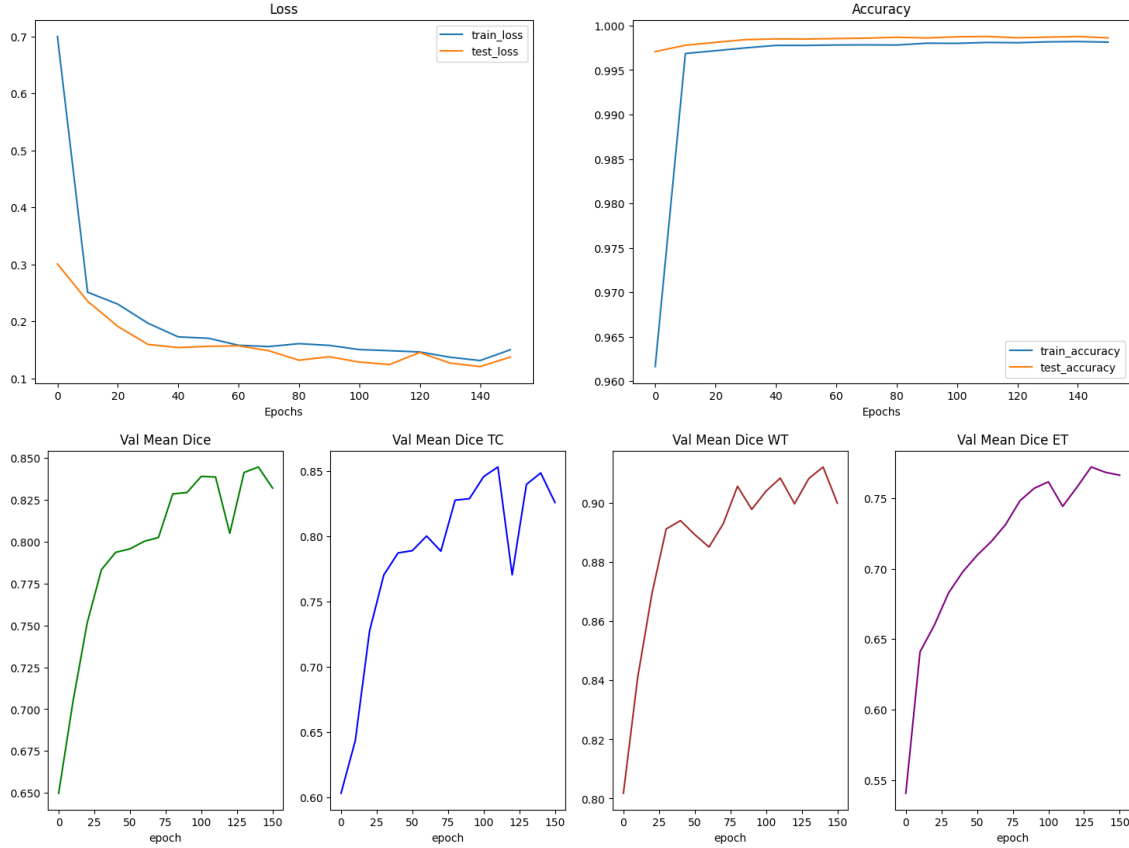 Loss
0.7
0.6
0.5
0.4
0.3
0.2
0.1
train_loss
test_loss
0 20 40 60 80 100 120 140
Epochs
Accuracy
1.000
0.995
0.990
0.985
0.980
0.975
0.970
0.965
0.960
train_accuracy
test_accuracy
0 20 40 60 80 100 120 140
Epochs
Val Mean Dice
0.850
0.825
0.800
0.775
0.750
0.725
0.700
0.675
0.650
0 25 50 75 100 125 150
epoch
Val Mean Dice TC
0.85
0.80
0.75
0.70
0.65
0.60
0 25 50 75 100 125 150
epoch
Val Mean Dice WT
0.90
0.88
0.86
0.84
0.82
0.80
0 25 50 75 100 125 150
epoch
Val Mean Dice ET
0.75
0.70
0.65
0.60
0.55
0 25 50 75 100 125 150
epoch